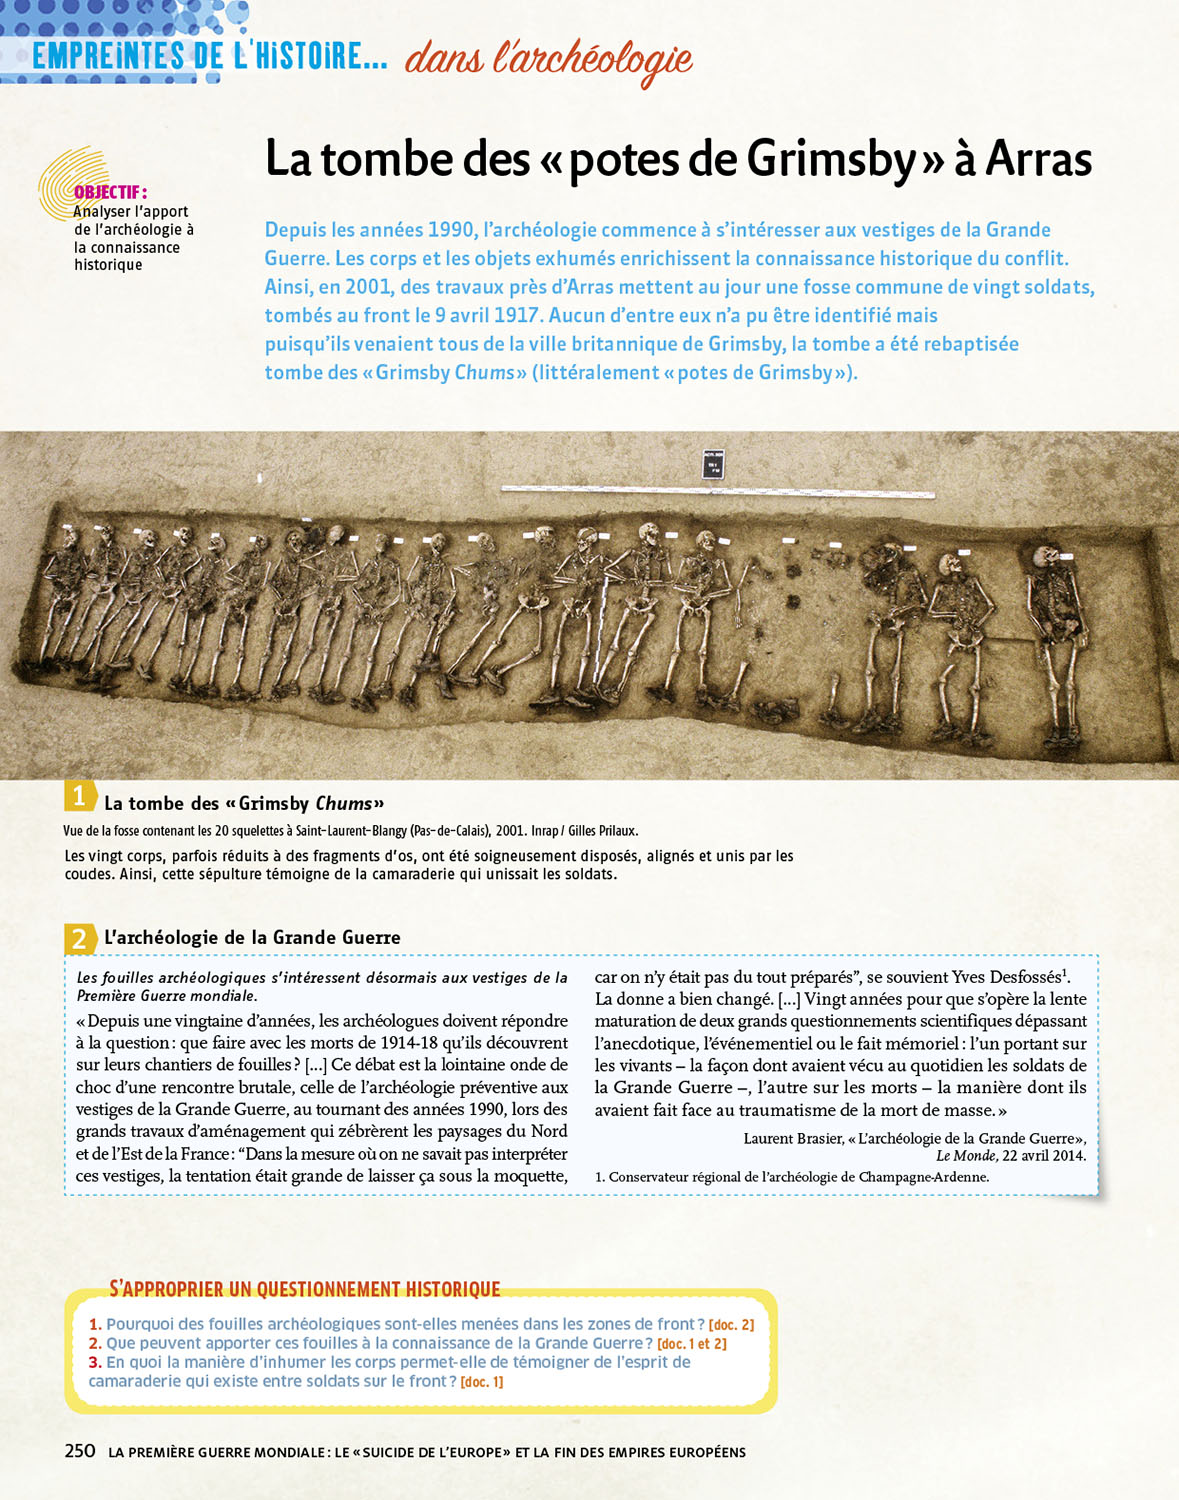 EMPREINTES DE L'HISTOIRE... dans l'archéologie
La tombe des « potes de Grimsby » à Arras
OBJECTIF :
Analyser l'apport
de l'archéologie à
la connaissance
historique
Depuis les années 1990, l'archéologie commence à s'intéresser aux vestiges de la Grande
Guerre. Les corps et les objets exhumés enrichissent la connaissance historique du conflit.
Ainsi, en 2001, des travaux près d'Arras mettent au jour une fosse commune de vingt soldats,
tombés au front le 9 avril 1917. Aucun d'entre eux n'a pu être identifié mais
puisqu'ils venaient tous de la ville britannique de Grimsby, la tombe a été rebaptisée
tombe des « Grimsby Chums » (littéralement « potes de Grimsby »).
1 La tombe des « Grimsby Chums »
Vue de la fosse contenant les 20 squelettes à Saint-Laurent-Blangy (Pas-de-Calais), 2001. Inrap / Gilles Prilaux.
Les vingt corps, parfois réduits à des fragments d'os, ont été soigneusement disposés, alignés et unis par les
coudes. Ainsi, cette sépulture témoigne de la camaraderie qui unissait les soldats.
2 L'archéologie de la Grande Guerre
Les fouilles archéologiques s'intéressent désormais aux vestiges de la
Première Guerre mondiale.
« Depuis une vingtaine d'années, les archéologues doivent répondre
à la question : que faire avec les morts de 1914-18 qu'ils découvrent
sur leurs chantiers de fouilles ? [...] Ce débat est la lointaine onde de
choc d'une rencontre brutale, celle de l'archéologie préventive aux
vestiges de la Grande Guerre, au tournant des années 1990, lors des
grands travaux d'aménagement qui zébrèrent les paysages du Nord
et de l'Est de la France : “Dans la mesure où on ne savait pas interpréter
ces vestiges, la tentation était grande de laisser ça sous la moquette,
car on n'y était pas du tout préparés”, se souvient Yves Desfossés¹.
La donne a bien changé. [...] Vingt années pour que s'opère la lente
maturation de deux grands questionnements scientifiques dépassant
l'anecdotique, l'événementiel ou le fait mémoriel : l'un portant sur
les vivants – la façon dont avaient vécu au quotidien les soldats de
la Grande Guerre –, l'autre sur les morts – la manière dont ils
avaient fait face au traumatisme de la mort de masse. »
Laurent Brasier, « L'archéologie de la Grande Guerre »,
Le Monde, 22 avril 2014.
1. Conservateur régional de l'archéologie de Champagne-Ardenne.
S'APPROPRIER UN QUESTIONNEMENT HISTORIQUE
1. Pourquoi des fouilles archéologiques sont-elles menées dans les zones de front ? [doc. 2]
2. Que peuvent apporter ces fouilles à la connaissance de la Grande Guerre ? [doc. 1 et 2]
3. En quoi la manière d'inhumer les corps permet-elle de témoigner de l'esprit de
camaraderie qui existe entre soldats sur le front ? [doc. 1]
250 LA PREMIÈRE GUERRE MONDIALE : LE « SUICIDE DE L'EUROPE » ET LA FIN DES EMPIRES EUROPÉENS